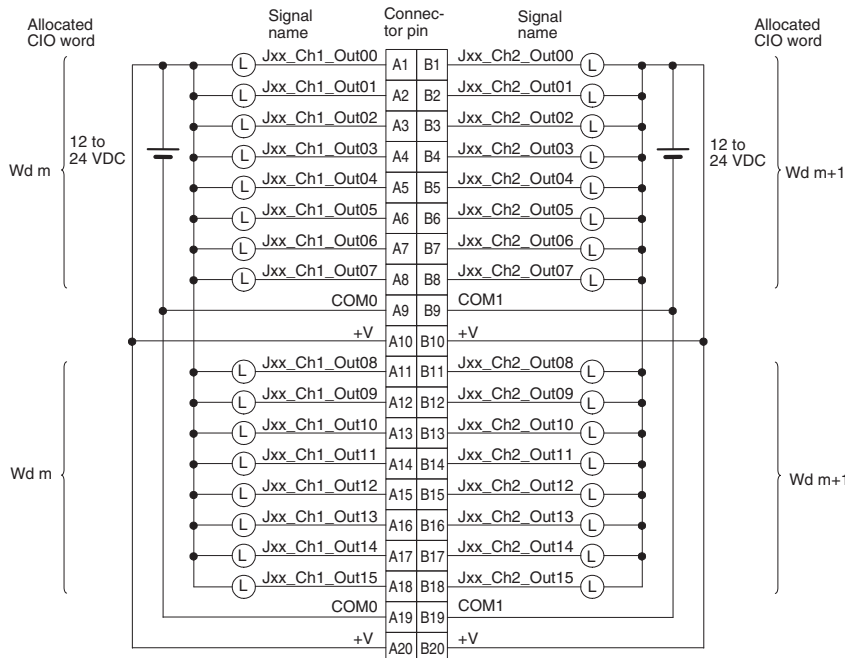 Allocated
CIO word
Signal
name
Connec-
tor pin
Signal
name
Allocated
CIO word
L Jxx_Ch1_Out00 A1 B1 Jxx_Ch2_Out00 L
L Jxx_Ch1_Out01 A2 B2 Jxx_Ch2_Out01 L
L Jxx_Ch1_Out02 A3 B3 Jxx_Ch2_Out02 L
12 to
24 VDC
12 to
24 VDC
L Jxx_Ch1_Out03 A4 B4 Jxx_Ch2_Out03 L
Wd m
Wd m+1
L Jxx_Ch1_Out04 A5 B5 Jxx_Ch2_Out04 L
L Jxx_Ch1_Out05 A6 B6 Jxx_Ch2_Out05 L
L Jxx_Ch1_Out06 A7 B7 Jxx_Ch2_Out06 L
L Jxx_Ch1_Out07 A8 B8 Jxx_Ch2_Out07 L
COM0 A9 B9 COM1
+V A10 B10 +V
L Jxx_Ch1_Out08 A11 B11 Jxx_Ch2_Out08 L
L Jxx_Ch1_Out09 A12 B12 Jxx_Ch2_Out09 L
L Jxx_Ch1_Out10 A13 B13 Jxx_Ch2_Out10 L
L Jxx_Ch1_Out11 A14 B14 Jxx_Ch2_Out11 L
Wd m
Wd m+1
L Jxx_Ch1_Out12 A15 B15 Jxx_Ch2_Out12 L
L Jxx_Ch1_Out13 A16 B16 Jxx_Ch2_Out13 L
L Jxx_Ch1_Out14 A17 B17 Jxx_Ch2_Out14 L
L Jxx_Ch1_Out15 A18 B18 Jxx_Ch2_Out15 L
COM0 A19 B19 COM1
+V A20 B20 +V